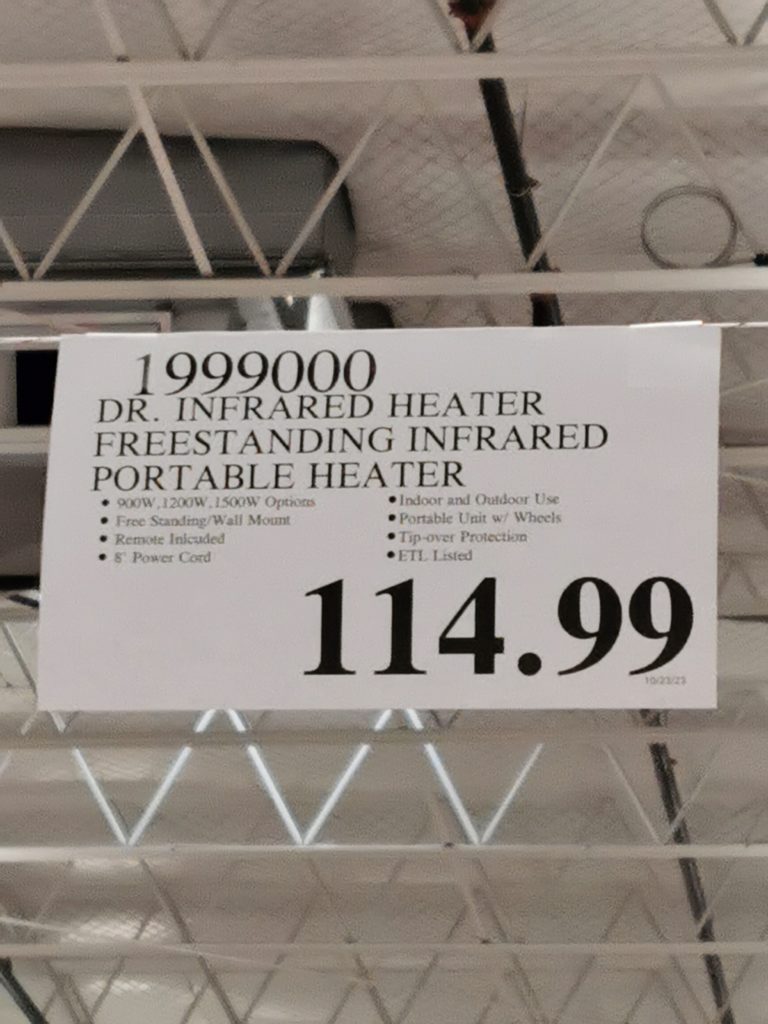 1999000
DR. INFRARED HEATER
FREESTANDING INFRARED
PORTABLE HEATER
• 900W,1200W,1500W Options
• Free Standing/Wall Mount
• Remote Inlcuded
• 8' Power Cord
• Indoor and Outdoor Use
• Portable Unit w/ Wheels
• Tip-over Protection
• ETL Listed
114.99
10/23/23